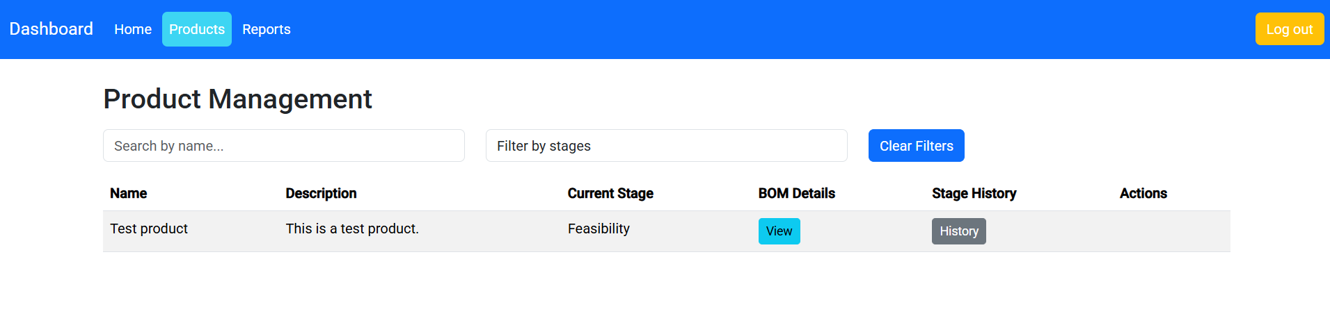 Dashboard Home Products Reports Log out
Product Management
Search by name... Filter by stages Clear Filters
Name Description Current Stage BOM Details Stage History Actions
Test product This is a test product. Feasibility View History